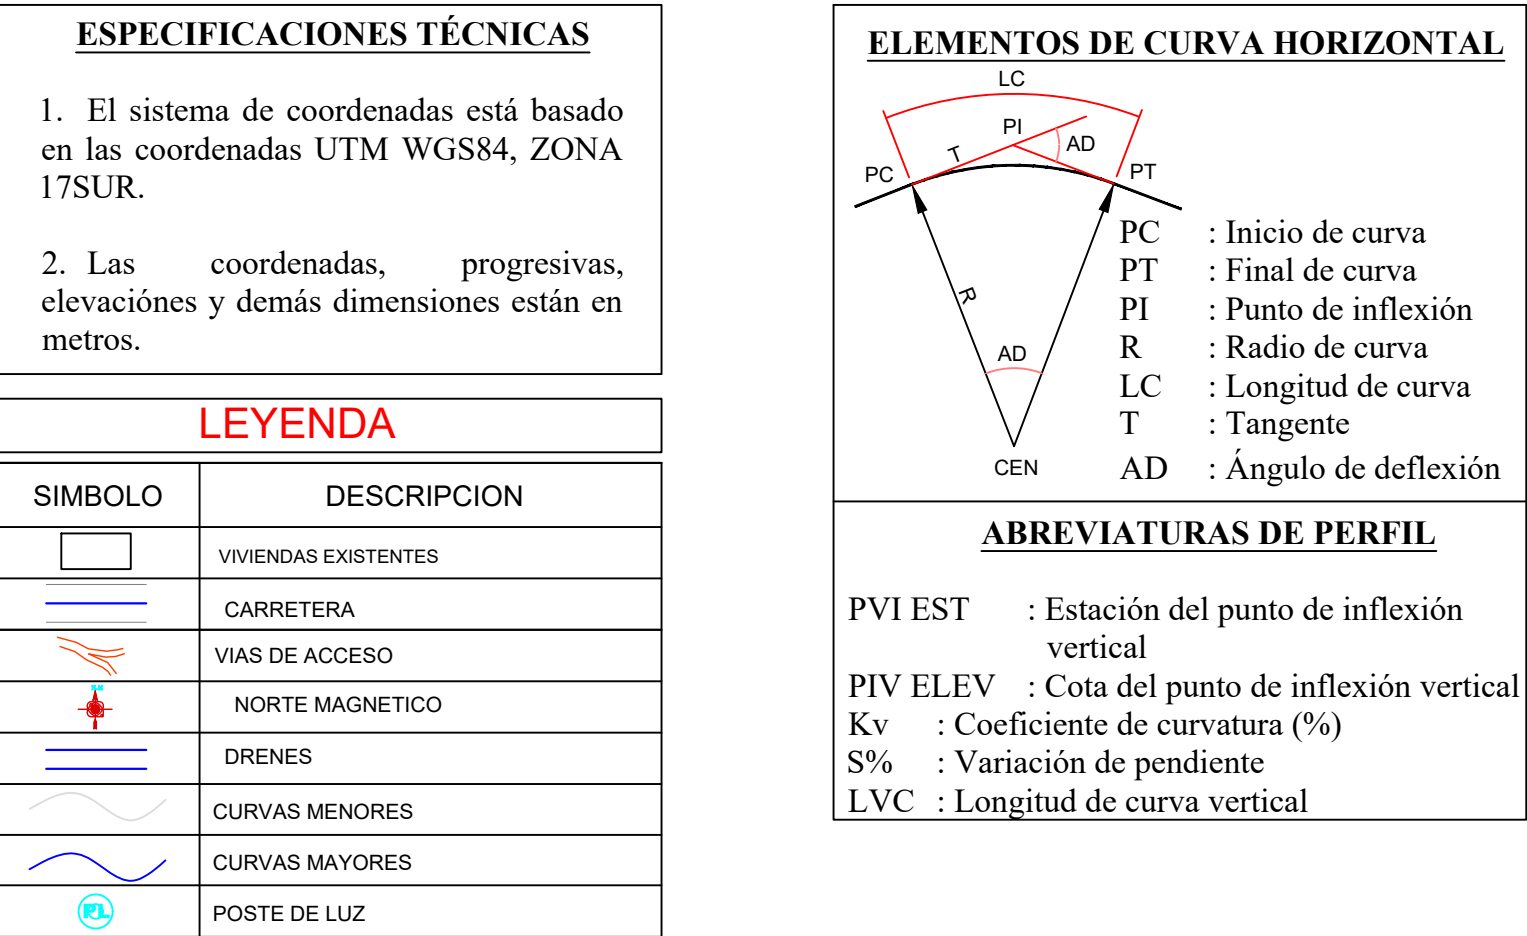 ESPECIFICACIONES TÉCNICAS
1. El sistema de coordenadas está basado
en las coordenadas UTM WGS84, ZONA
17SUR.
2. Las coordenadas, progresivas,
elevaciónes y demás dimensiones están en
metros.
LEYENDA
SIMBOLO DESCRIPCION
VIVIENDAS EXISTENTES
CARRETERA
VIAS DE ACCESO
NORTE MAGNETICO
DRENES
CURVAS MENORES
CURVAS MAYORES
PL POSTE DE LUZ
ELEMENTOS DE CURVA HORIZONTAL
LC
PI
AD
T
PC
PT
R
AD
CEN
PC : Inicio de curva
PT : Final de curva
PI : Punto de inflexión
R : Radio de curva
LC : Longitud de curva
T : Tangente
AD : Ángulo de deflexión
ABREVIATURAS DE PERFIL
PVI EST : Estación del punto de inflexión
vertical
PIV ELEV : Cota del punto de inflexión vertical
Kv : Coeficiente de curvatura (%)
S% : Variación de pendiente
LVC : Longitud de curva vertical